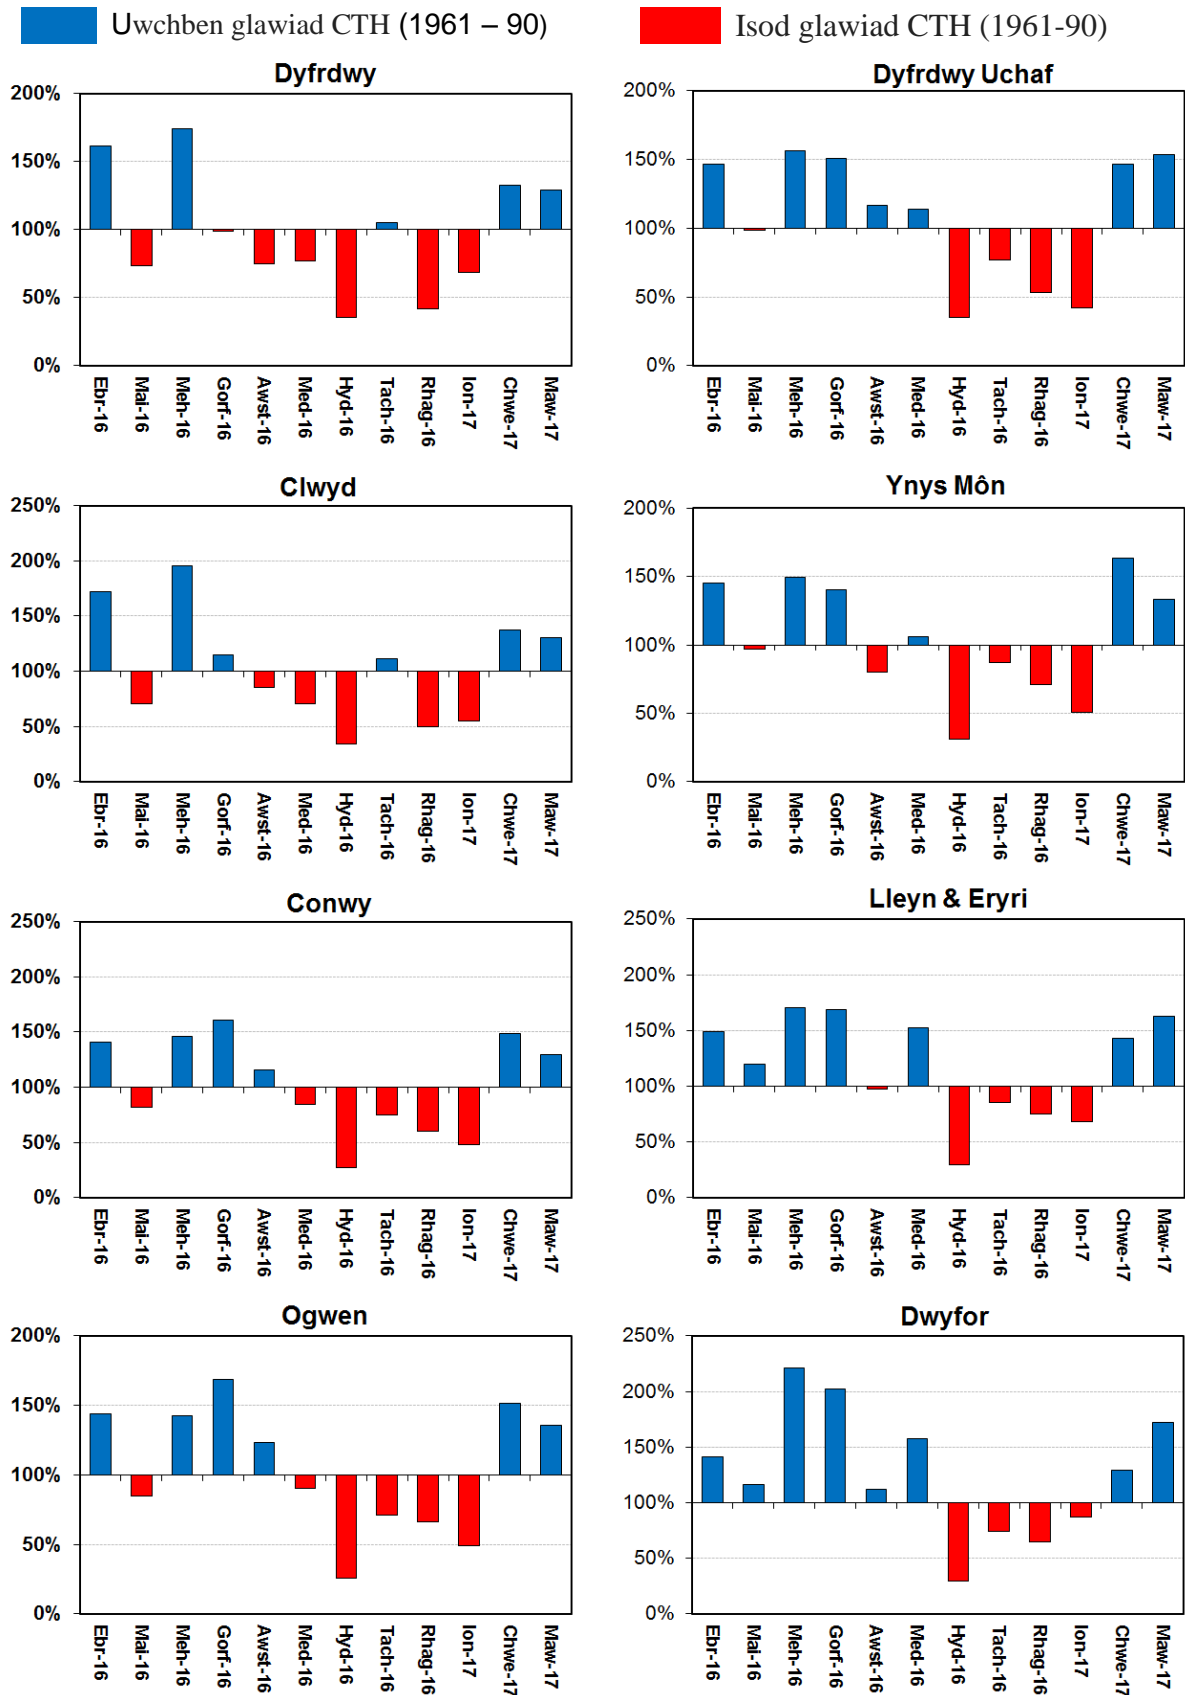 Uwchben glawiad CTH (1961 – 90)
Isod glawiad CTH (1961-90)
Dyfrdwy
200%
150%
100%
50%
0%
Ebr-16
Mai-16
Meh-16
Gorf-16
Awst-16
Med-16
Hyd-16
Tach-16
Rhag-16
Ion-17
Chwe-17
Maw-17
Dyfrdwy Uchaf
200%
150%
100%
50%
0%
Ebr-16
Mai-16
Meh-16
Gorf-16
Awst-16
Med-16
Hyd-16
Tach-16
Rhag-16
Ion-17
Chwe-17
Maw-17
Clwyd
250%
200%
150%
100%
50%
0%
Ebr-16
Mai-16
Meh-16
Gorf-16
Awst-16
Med-16
Hyd-16
Tach-16
Rhag-16
Ion-17
Chwe-17
Maw-17
Ynys Môn
200%
150%
100%
50%
0%
Ebr-16
Mai-16
Meh-16
Gorf-16
Awst-16
Med-16
Hyd-16
Tach-16
Rhag-16
Ion-17
Chwe-17
Maw-17
Conwy
250%
200%
150%
100%
50%
0%
Ebr-16
Mai-16
Meh-16
Gorf-16
Awst-16
Med-16
Hyd-16
Tach-16
Rhag-16
Ion-17
Chwe-17
Maw-17
Lleyn & Eryri
250%
200%
150%
100%
50%
0%
Ebr-16
Mai-16
Meh-16
Gorf-16
Awst-16
Med-16
Hyd-16
Tach-16
Rhag-16
Ion-17
Chwe-17
Maw-17
Ogwen
200%
150%
100%
50%
0%
Ebr-16
Mai-16
Meh-16
Gorf-16
Awst-16
Med-16
Hyd-16
Tach-16
Rhag-16
Ion-17
Chwe-17
Maw-17
Dwyfor
250%
200%
150%
100%
50%
0%
Ebr-16
Mai-16
Meh-16
Gorf-16
Awst-16
Med-16
Hyd-16
Tach-16
Rhag-16
Ion-17
Chwe-17
Maw-17